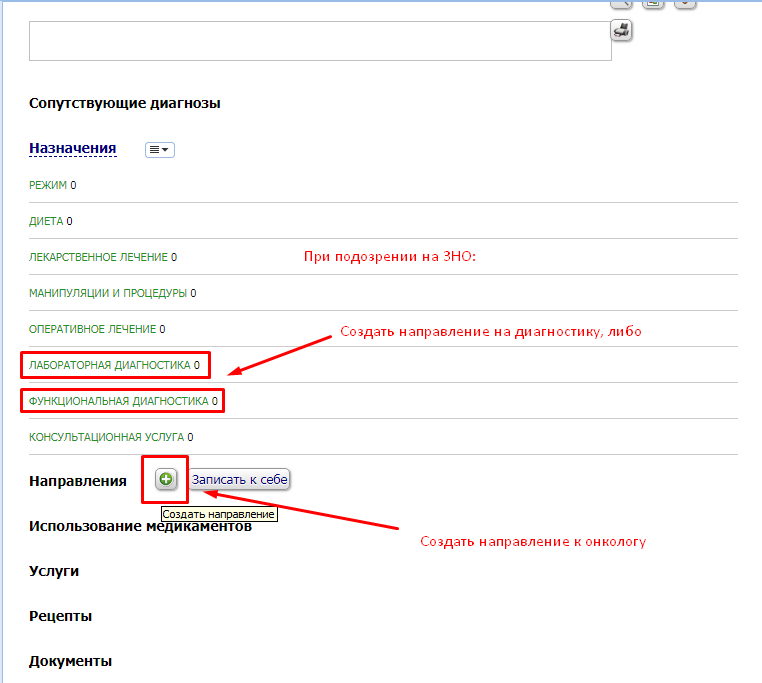 Сопутствующие диагнозы
Назначения
РЕЖИМ 0
ДИЕТА 0
ЛЕКАРСТВЕННОЕ ЛЕЧЕНИЕ 0
При подозрении на ЗНО:
МАНИПУЛЯЦИИ И ПРОЦЕДУРЫ 0
ОПЕРАТИВНОЕ ЛЕЧЕНИЕ 0
Создать направление на диагностику, либо
ЛАБОРАТОРНАЯ ДИАГНОСТИКА 0
ФУНКЦИОНАЛЬНАЯ ДИАГНОСТИКА 0
КОНСУЛЬТАЦИОННАЯ УСЛУГА 0
Направления
Записать к себе
Создать направление
Использование медикаментов
Создать направление к онкологу
Услуги
Рецепты
Документы